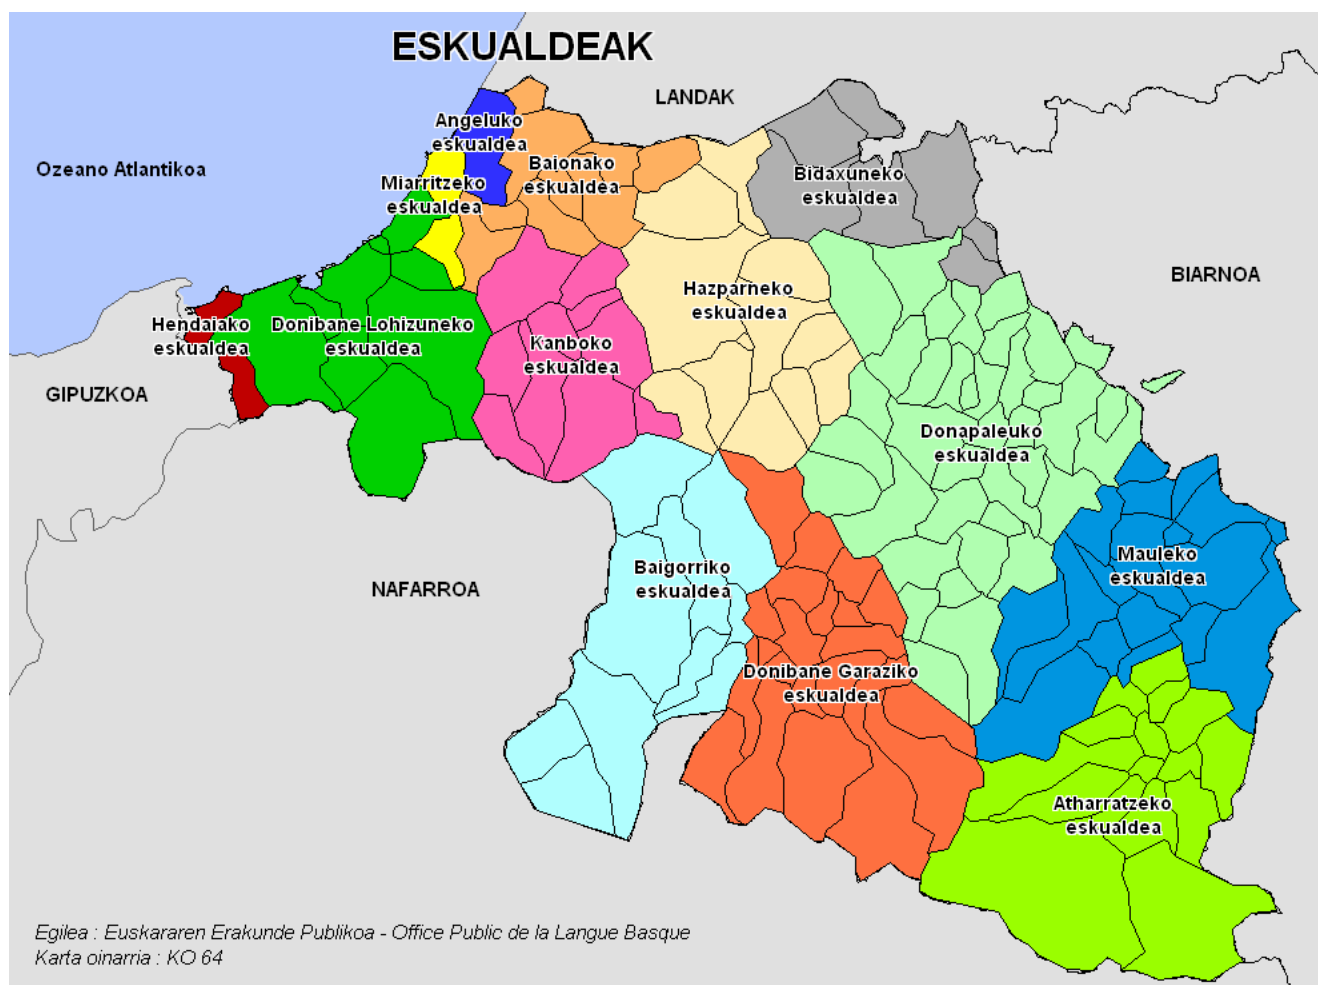 ESKUALDEAK
LANDAK
Angeluko
eskualdea
Ozeano Atlantikoa
Baionako
eskualdea
Miarritzeko
eskualdea
Bidaxuneko
eskualdea
BIARNOA
Hazparneko
eskualdea
Hendaiako
eskualdea
Donibane Lohizuneko
eskualdea
Kanboko
eskualdea
GIPUZKOA
Donapaleuko
eskualdea
Mauleko
eskualdea
Baigorriko
eskualdea
NAFARROA
Donibane Garaziko
eskualdea
Atharratzeko
eskualdea
Egilea : Euskararen Erakunde Publikoa - Office Public de la Langue Basque
Karta oinarria : KO 64